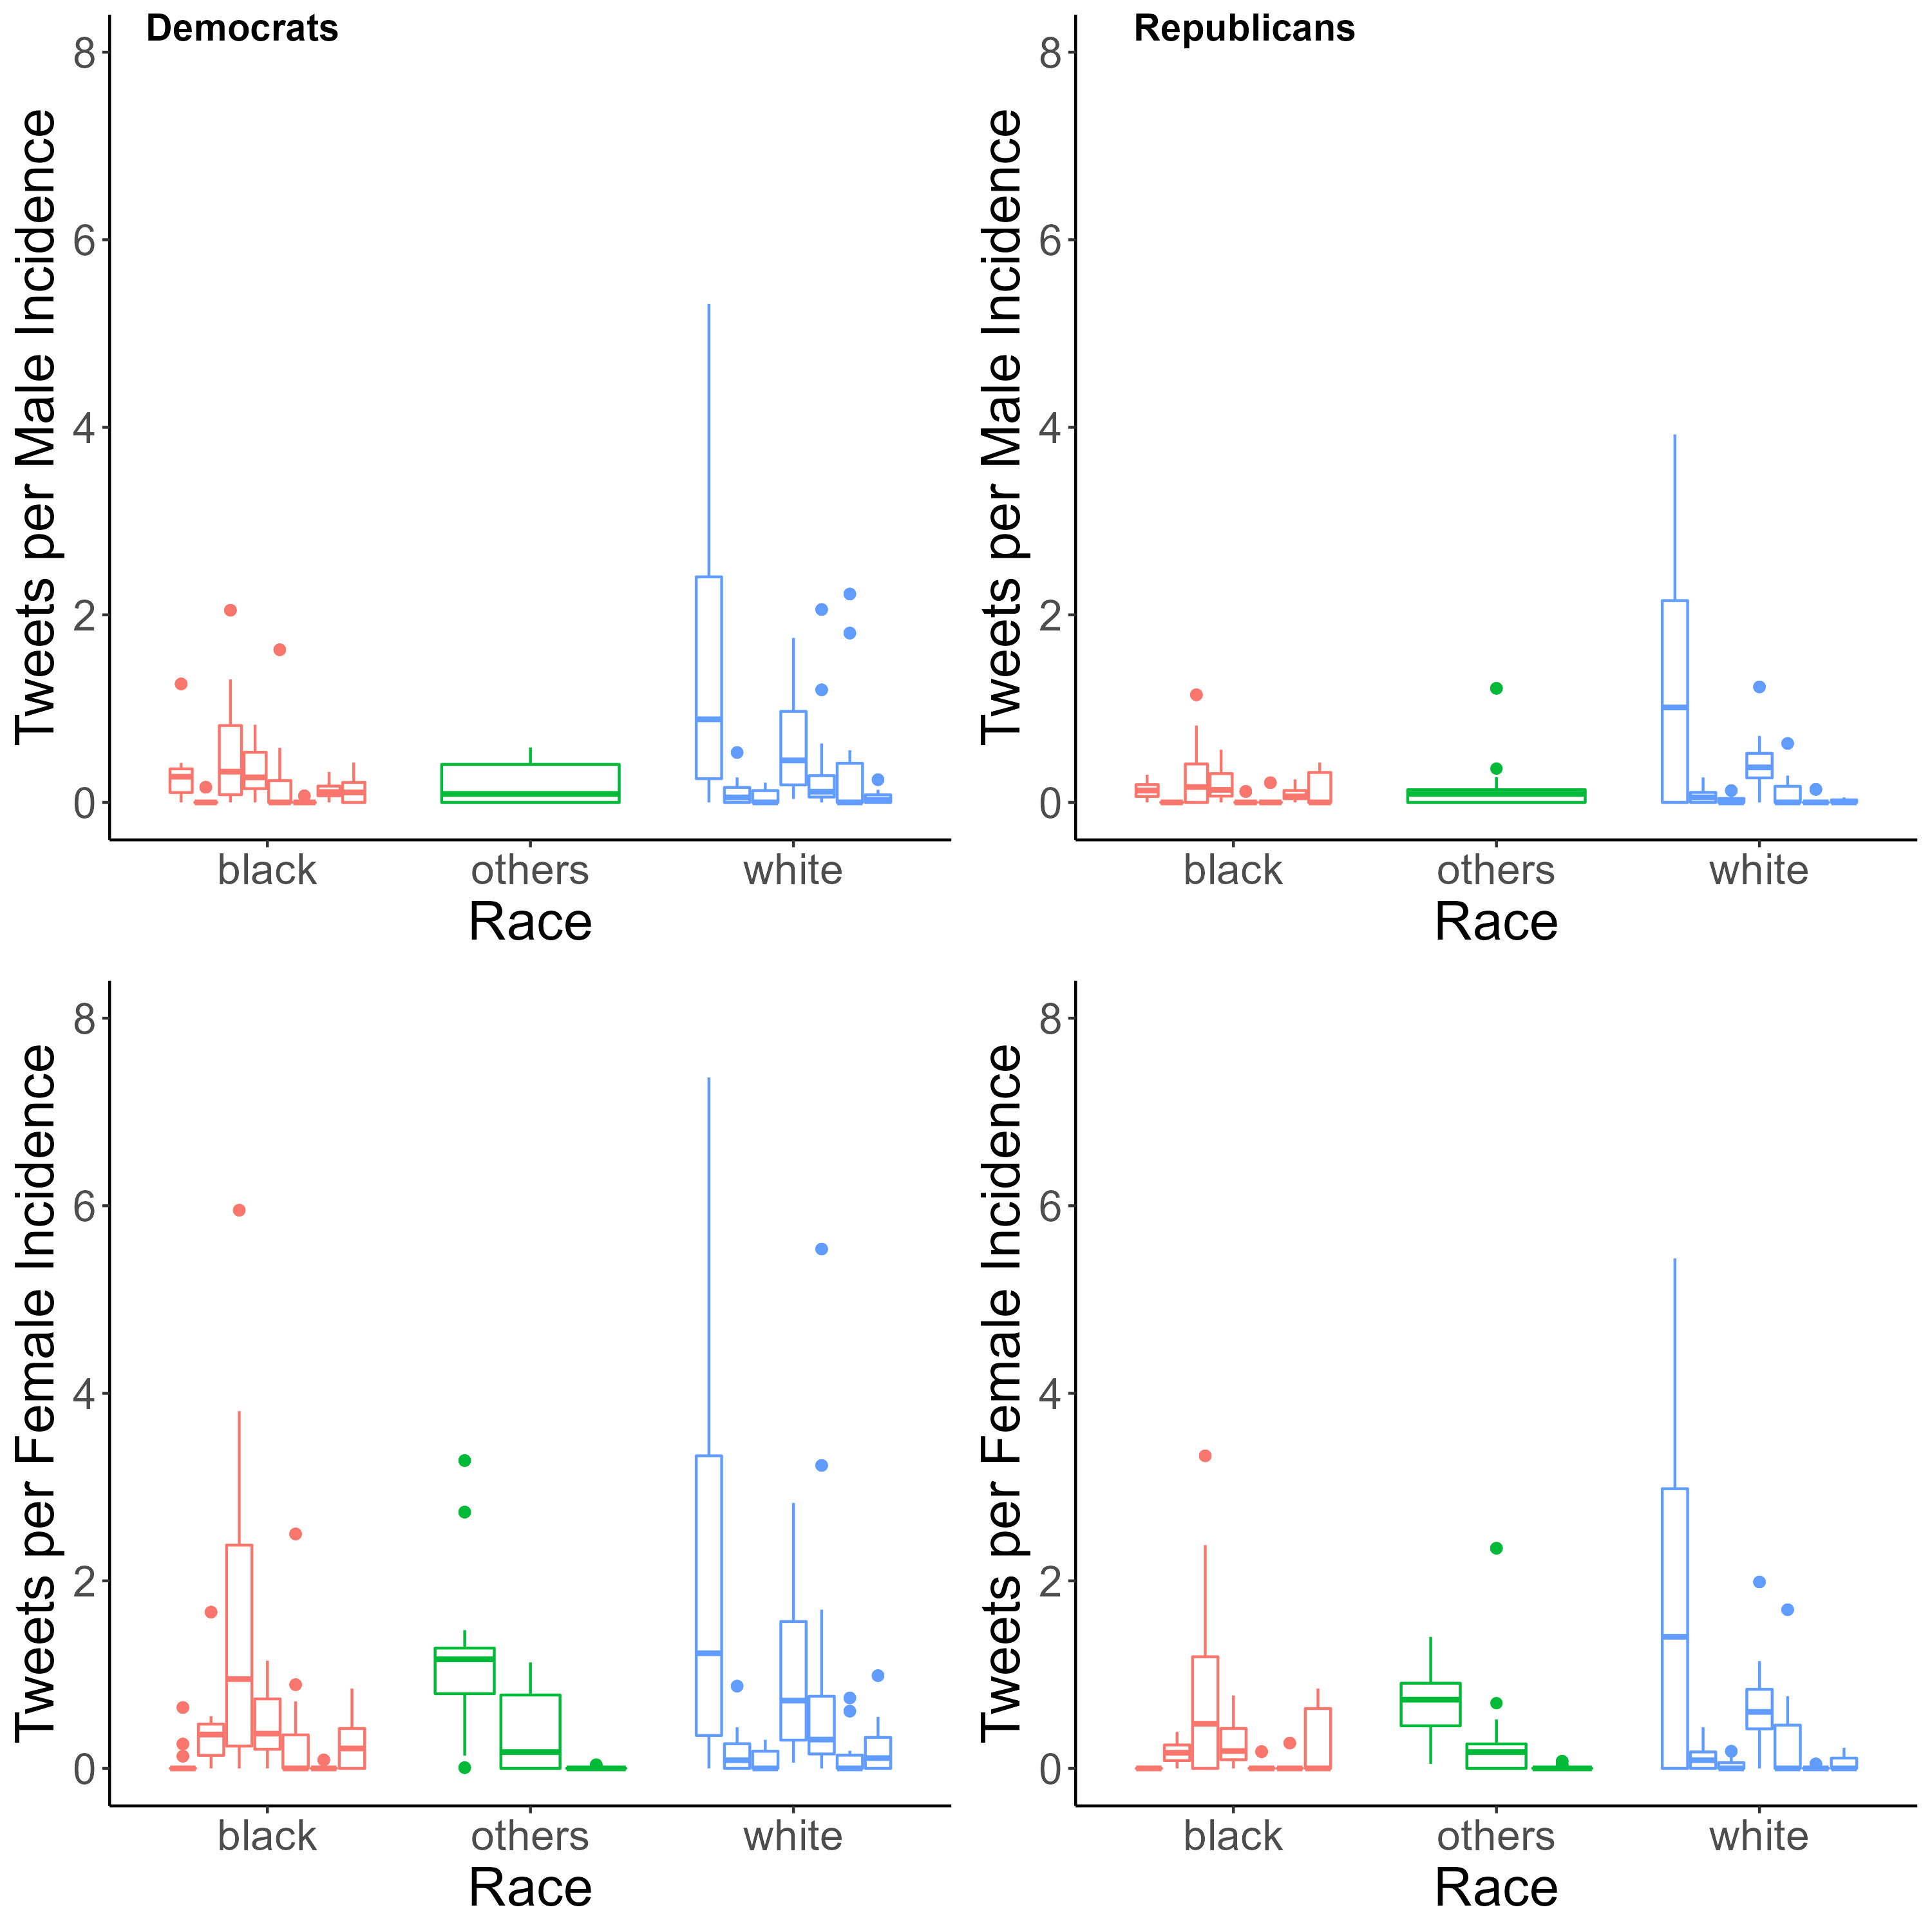 Democrats
Tweets per Male Incidence
8
6
4
2
0
black others white
Race
Republicans
Tweets per Male Incidence
8
6
4
2
0
black others white
Race
Tweets per Female Incidence
8
6
4
2
0
black others white
Race
Tweets per Female Incidence
8
6
4
2
0
black others white
Race